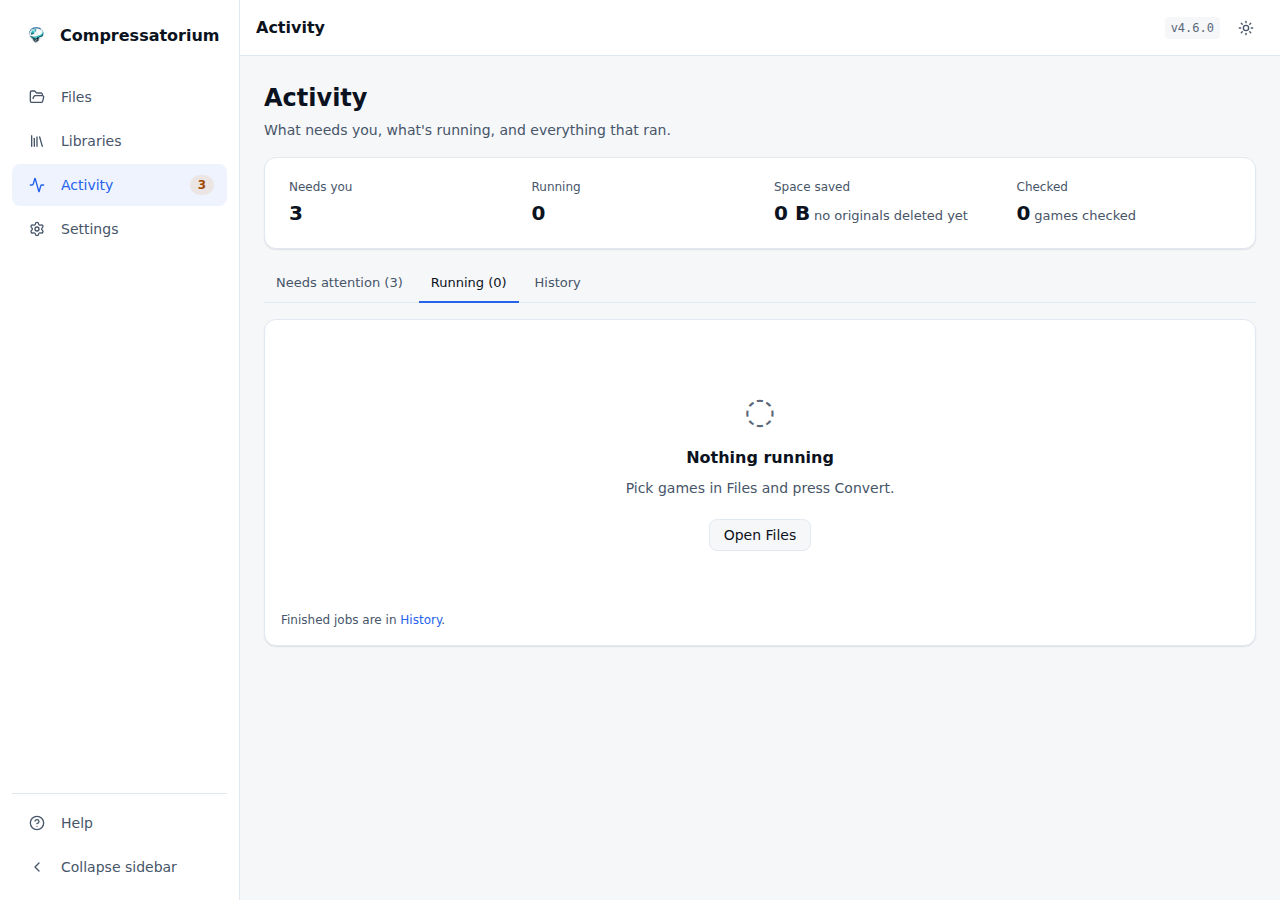 Compressatorium
Activity
v4.6.0
Files
Libraries
Activity 3
Settings
Help
Collapse sidebar
Activity
What needs you, what's running, and everything that ran.
Needs you
3
Running
0
Space saved
0 B no originals deleted yet
Checked
0 games checked
Needs attention (3)
Running (0)
History
Nothing running
Pick games in Files and press Convert.
Open Files
Finished jobs are in History.